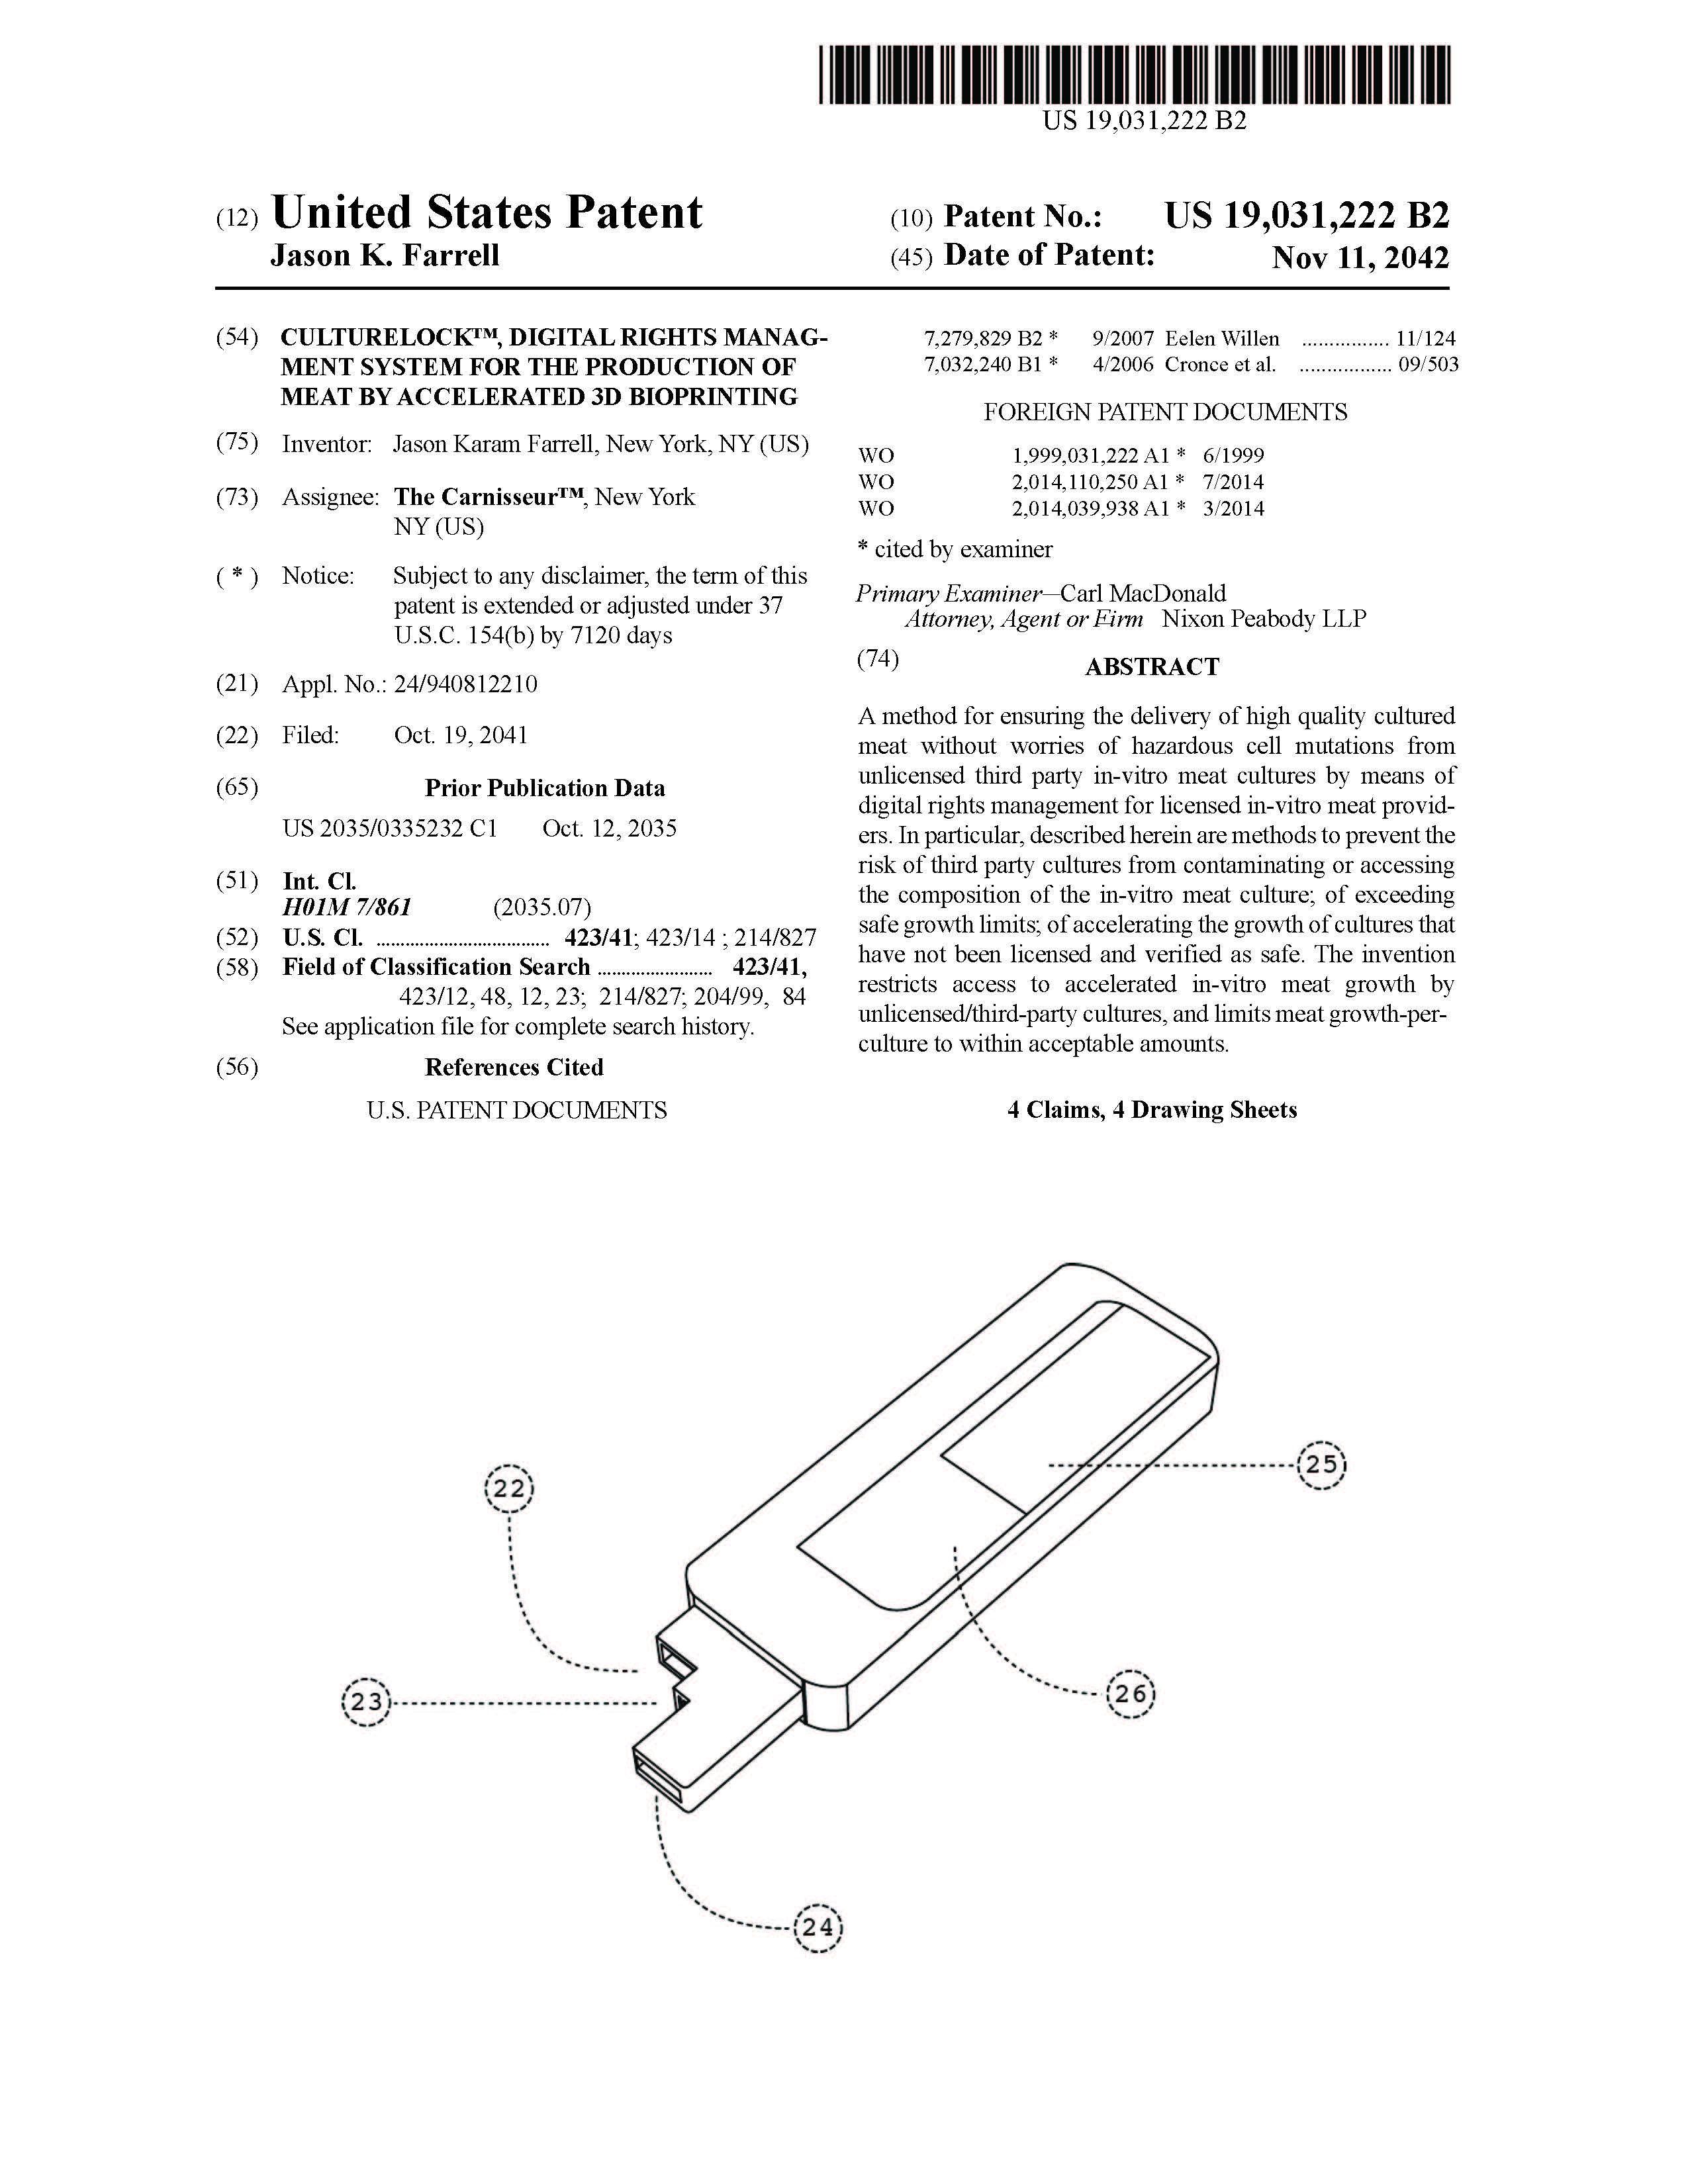 US 19,031,222 B2
(12) United States Patent
Jason K. Farrell
(10) Patent No.: US 19,031,222 B2
(45) Date of Patent: Nov 11, 2042
(54) CULTURELOCK™, DIGITAL RIGHTS MANAG-
MENT SYSTEM FOR THE PRODUCTION OF
MEAT BY ACCELERATED 3D BIOPRINTING
(75) Inventor: Jason Karam Farrell, New York, NY (US)
(73) Assignee: The Carnisseur™, New York
NY (US)
( * ) Notice: Subject to any disclaimer, the term of this
patent is extended or adjusted under 37
U.S.C. 154(b) by 7120 days
(21) Appl. No.: 24/940812210
(22) Filed: Oct. 19, 2041
(65) Prior Publication Data
US 2035/0335232 C1 Oct. 12, 2035
(51) Int. Cl.
H01M 7/861 (2035.07)
(52) U.S. Cl. .................................... 423/41; 423/14 ; 214/827
(58) Field of Classification Search ........................ 423/41,
423/12, 48, 12, 23; 214/827; 204/99, 84
See application file for complete search history.
(56) References Cited
U.S. PATENT DOCUMENTS
7,279,829 B2 * 9/2007 Eelen Willen ................ 11/124
7,032,240 B1 * 4/2006 Cronce et al. ................. 09/503
FOREIGN PATENT DOCUMENTS
WO 1,999,031,222 A1 * 6/1999
WO 2,014,110,250 A1 * 7/2014
WO 2,014,039,938 A1 * 3/2014
* cited by examiner
Primary Examiner—Carl MacDonald
Attorney, Agent or Firm Nixon Peabody LLP
(74) ABSTRACT
A method for ensuring the delivery of high quality cultured
meat without worries of hazardous cell mutations from
unlicensed third party in-vitro meat cultures by means of
digital rights management for licensed in-vitro meat provid-
ers. In particular, described herein are methods to prevent the
risk of third party cultures from contaminating or accessing
the composition of the in-vitro meat culture; of exceeding
safe growth limits; of accelerating the growth of cultures that
have not been licensed and verified as safe. The invention
restricts access to accelerated in-vitro meat growth by
unlicensed/third-party cultures, and limits meat growth-per-
culture to within acceptable amounts.
4 Claims, 4 Drawing Sheets
25
22
26
23
24